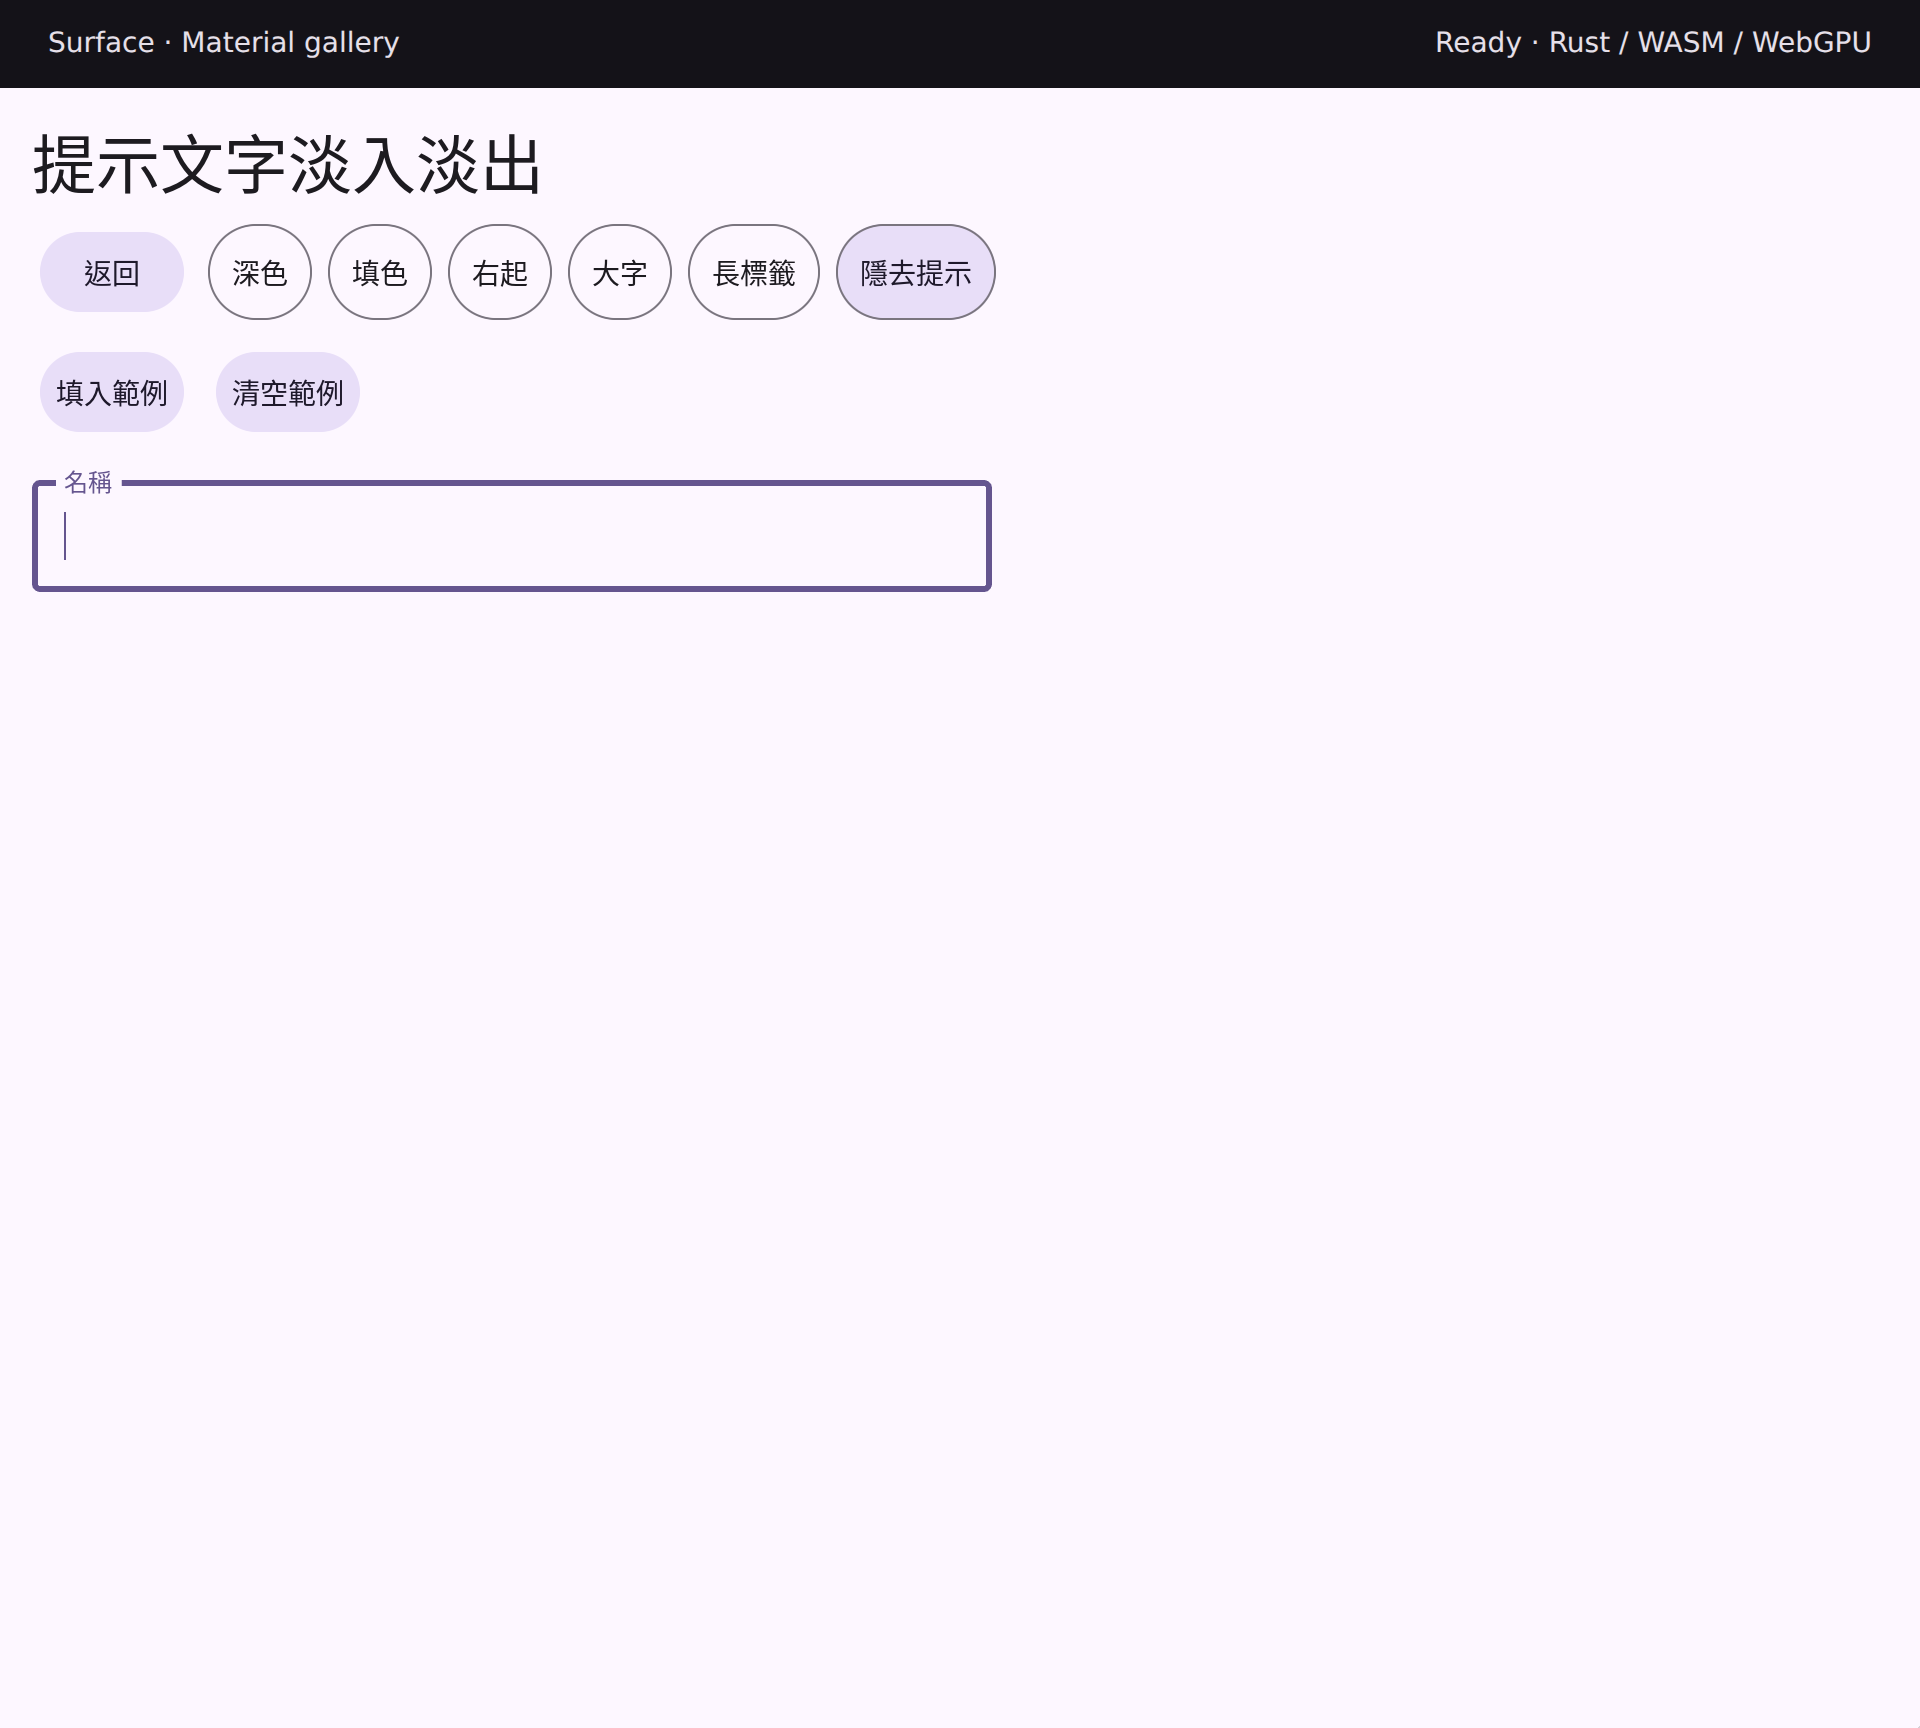 Surface · Material gallery
Ready · Rust / WASM / WebGPU
提示文字淡入淡出
返回 深色 填色 右起 大字 長標籤 隱去提示
填入範例 清空範例
名稱